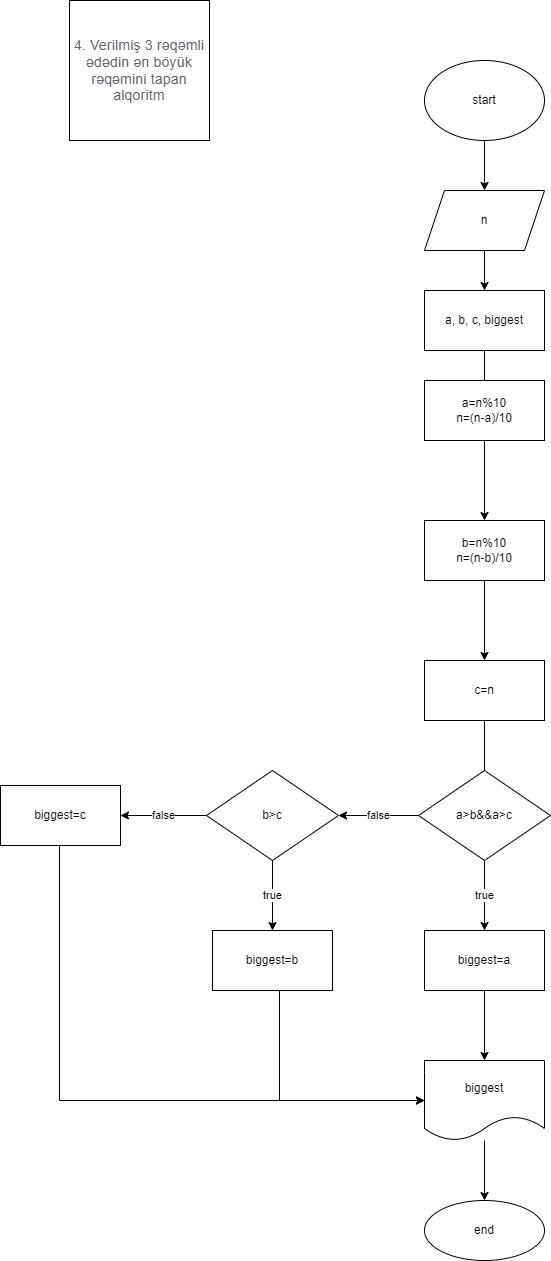 4. Verilmiş 3 rəqəmli
ədədin ən böyük
rəqəmini tapan
alqoritm
start
n
a, b, c, biggest
a=n%10
n=(n-a)/10
b=n%10
n=(n-b)/10
c=n
a>b&&a>c
false
b>c
false
biggest=c
true
true
biggest=b
biggest=a
biggest
end